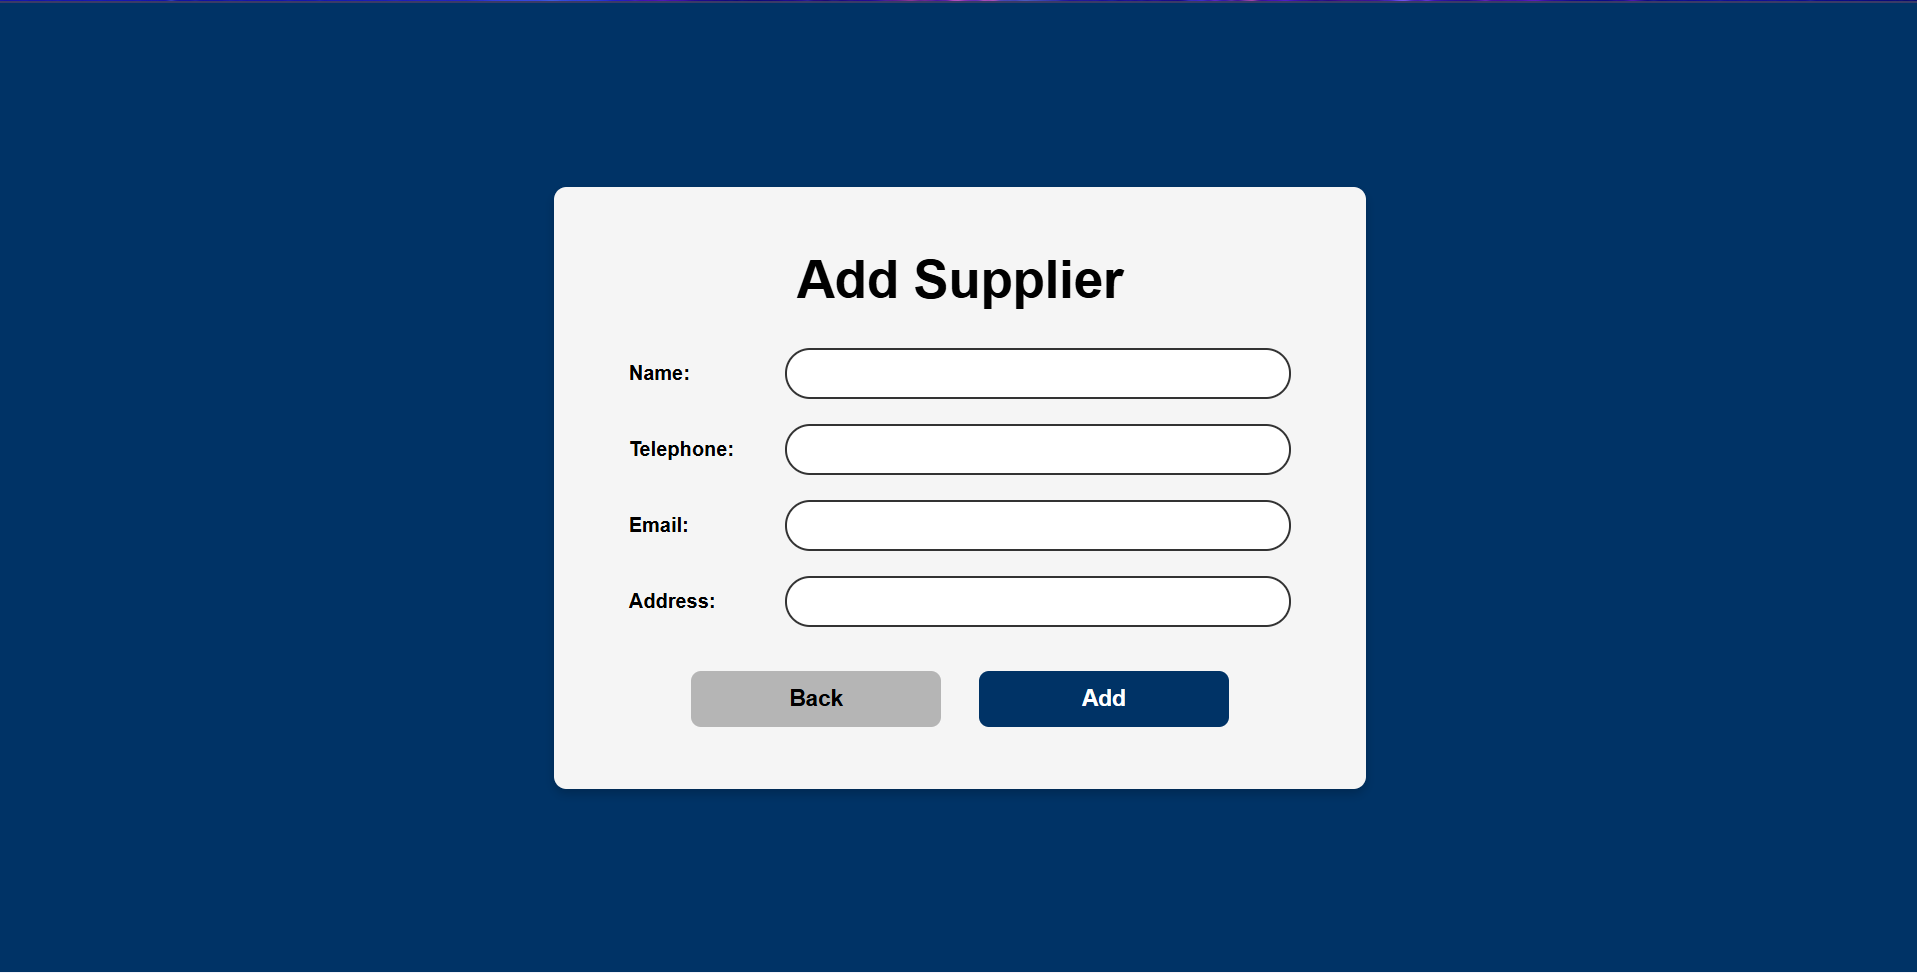 Add Supplier
Name:
Telephone:
Email:
Address:
Back
Add